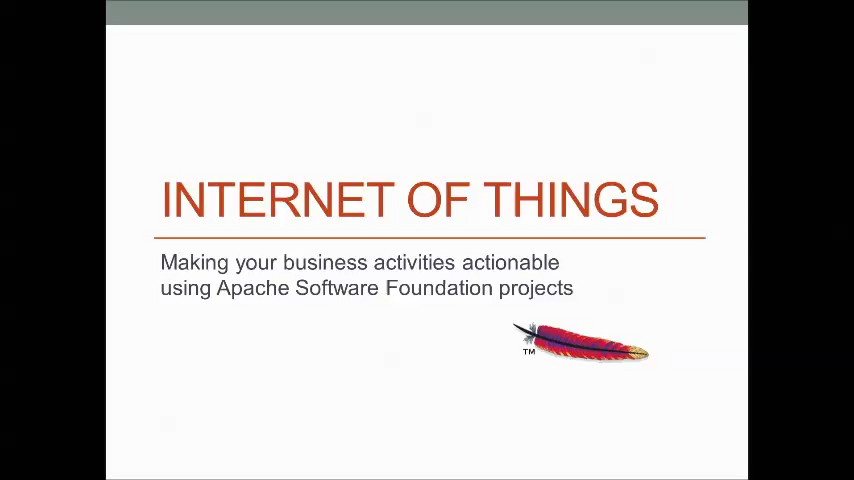 INTERNET OF THINGS
Making your business activities actionable
using Apache Software Foundation projects
TM